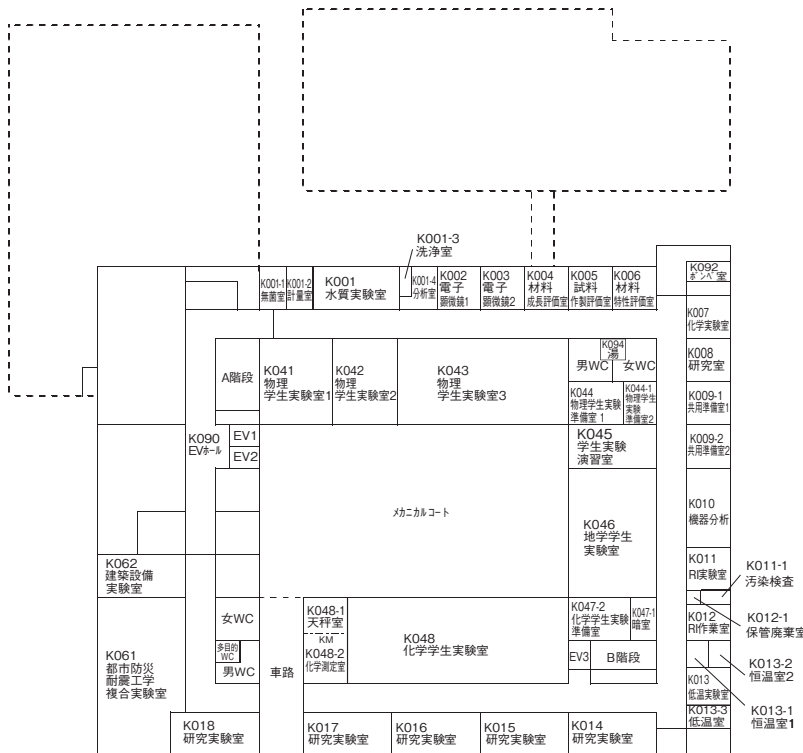 K001-3
洗浄室
K001-1
無菌室
K001-2
計量室
K001
水質実験室
K001-4
分析室
K002
電子
顕微鏡1
K003
電子
顕微鏡2
K004
材料
成長評価室
K005
試料
作製評価室
K006
材料
特性評価室
K092
ボンベ室
K007
化学実験室
K008
研究室
K009-1
共用準備室1
K009-2
共用準備室2
K010
機器分析
K011
RI実験室
K011-1
汚染検査
K012-1
保管廃棄室
K012
RI作業室
K013-2
恒温室2
K013
低温実験室
K013-1
恒温室1
K013-3
低温室
A階段
K041
物理
学生実験室1
K042
物理
学生実験室2
K043
物理
学生実験室3
K094
湯
男WC
女WC
K044
物理学生実験
準備室 1
K044-1
物理学生
実験
準備室2
K090
EVホール
EV1
EV2
K045
学生実験
演習室
メカニカルコート
K046
地学学生
実験室
K062
建築設備
実験室
K061
都市防災
耐震工学
複合実験室
女WC
多目的
WC
男WC
車路
K048-1
天秤室
KM
K048-2
化学測定室
K048
化学学生実験室
K047-2
化学学生実験
準備室
K047-1
暗室
EV3
B階段
K018
研究実験室
K017
研究実験室
K016
研究実験室
K015
研究実験室
K014
研究実験室